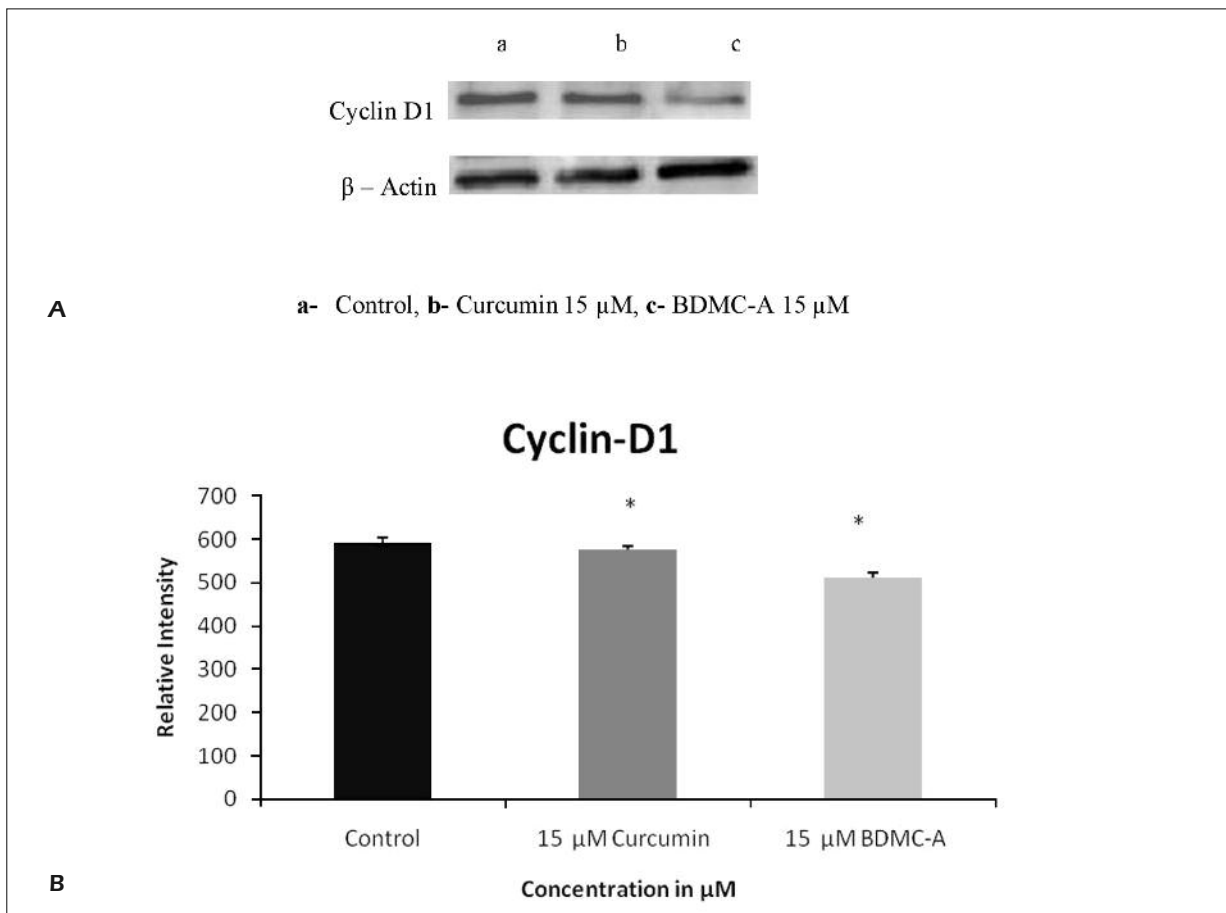 a b c
Cyclin D1
β – Actin
A
a- Control, b- Curcumin 15 µM, c- BDMC-A 15 µM
Cyclin-D1
700
600
500
400
300
200
100
0
Relative Intensity
*
*
Control 15 µM Curcumin 15 µM BDMC-A
Concentration in µM
B